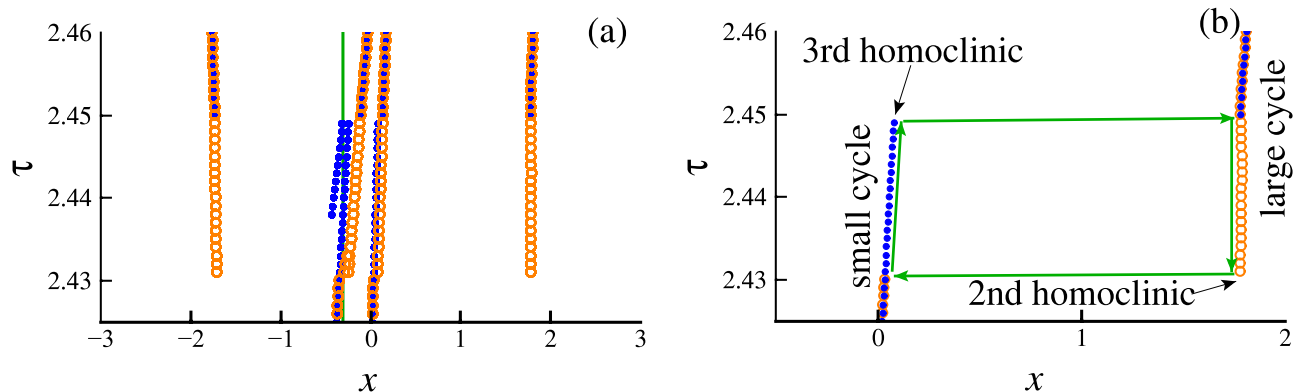 (a)
2.46
2.45
2.44
2.43
τ
−3
−2
−1
0
1
2
3
x
(b)
2.46
2.45
2.44
2.43
τ
3rd homoclinic
small cycle
large cycle
2nd homoclinic
0
1
2
x